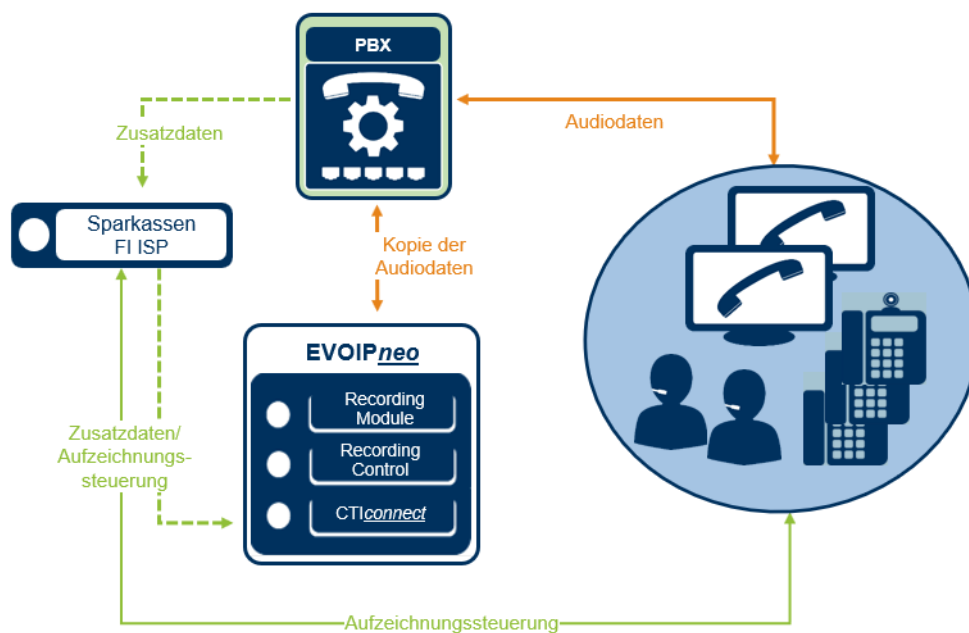 PBX
Zusatzdaten
Audiodaten
Sparkassen
FI ISP
Kopie der
Audiodaten
EVOIPneo
Recording
Module
Recording
Control
CTIconnect
Zusatzdaten/
Aufzeichnungs-
steuerung
Aufzeichnungssteuerung